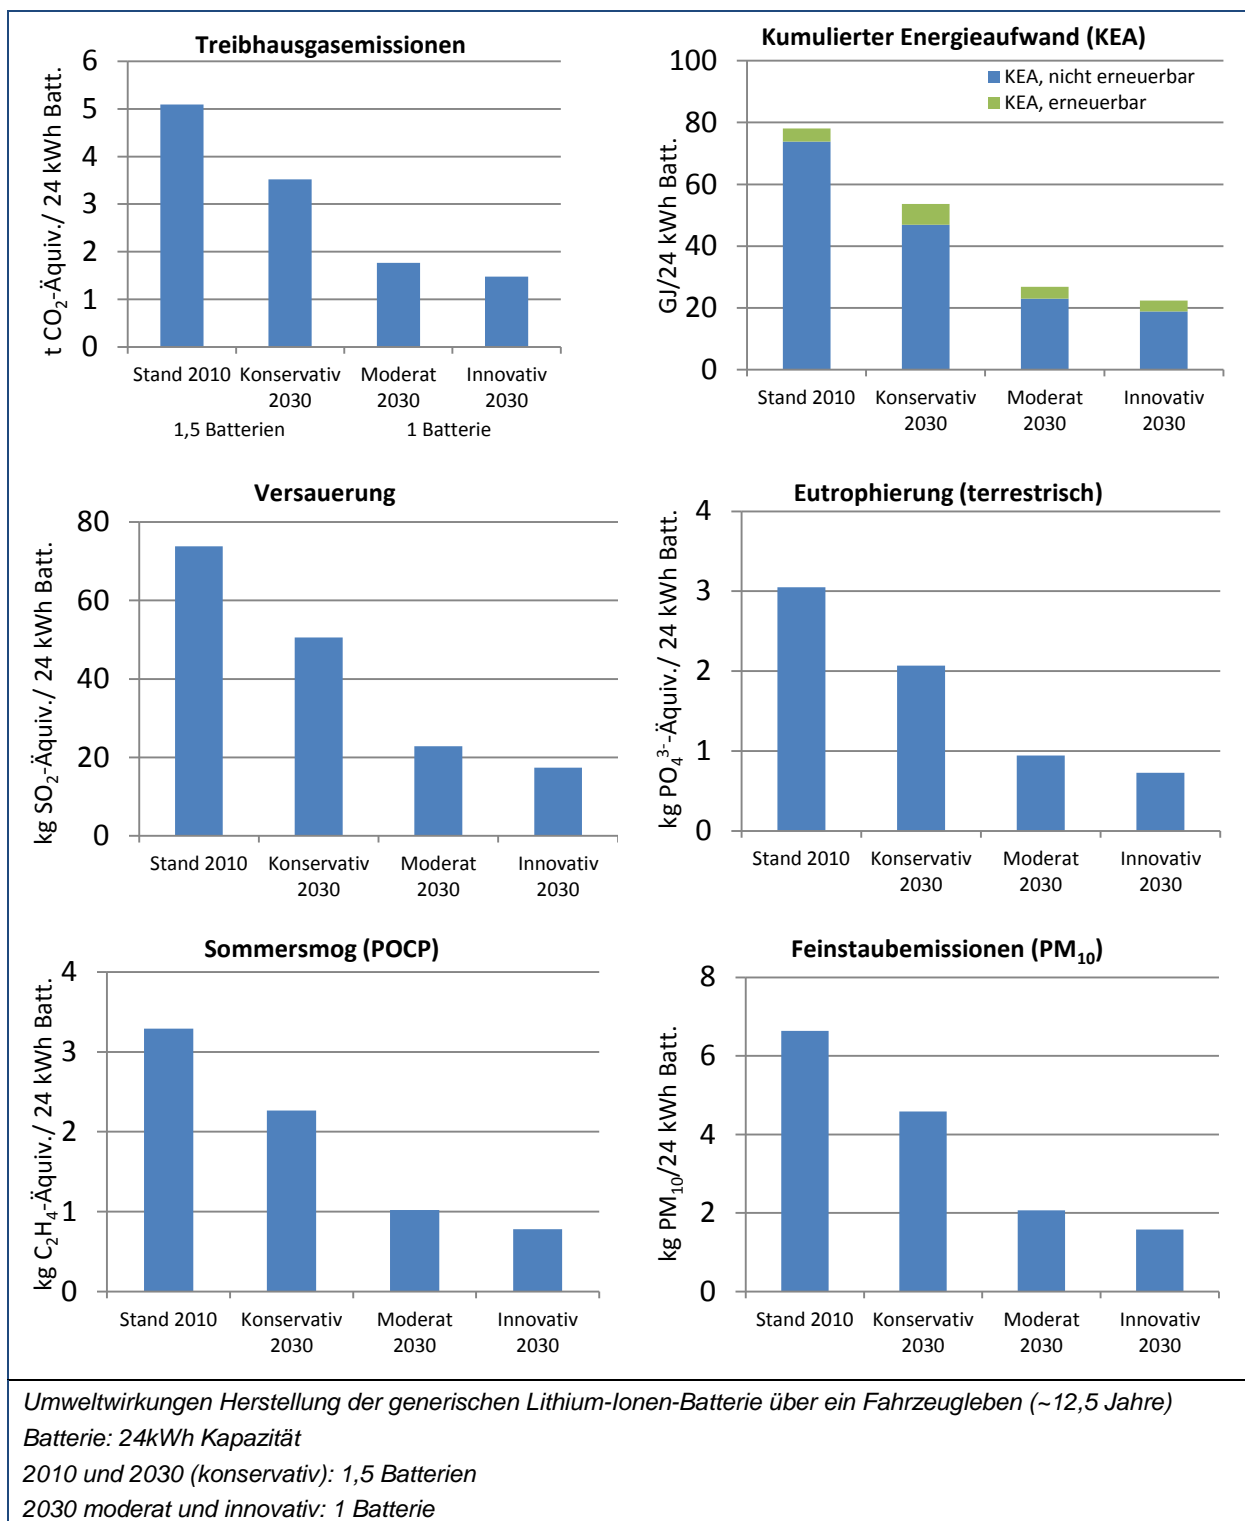 Treibhausgasemissionen
t CO₂-Äquiv./ 24 kWh Batt.
6
5
4
3
2
1
0
Stand 2010 Konservativ 2030 Moderat 2030 Innovativ 2030
1,5 Batterien 1 Batterie
Kumulierter Energieaufwand (KEA)
KEA, nicht erneuerbar
KEA, erneuerbar
GJ/24 kWh Batt.
100
80
60
40
20
0
Stand 2010 Konservativ 2030 Moderat 2030 Innovativ 2030
Versauerung
kg SO₂-Äquiv./ 24 kWh Batt.
80
60
40
20
0
Stand 2010 Konservativ 2030 Moderat 2030 Innovativ 2030
Eutrophierung (terrestrisch)
kg PO₄³⁻-Äquiv./ 24 kWh Batt.
4
3
2
1
0
Stand 2010 Konservativ 2030 Moderat 2030 Innovativ 2030
Sommersmog (POCP)
kg C₂H₄-Äquiv./ 24 kWh Batt.
4
3
2
1
0
Stand 2010 Konservativ 2030 Moderat 2030 Innovativ 2030
Feinstaubemissionen (PM₁₀)
kg PM₁₀/24 kWh Batt.
8
6
4
2
0
Stand 2010 Konservativ 2030 Moderat 2030 Innovativ 2030
Umweltwirkungen Herstellung der generischen Lithium-Ionen-Batterie über ein Fahrzeugleben (~12,5 Jahre)
Batterie: 24kWh Kapazität
2010 und 2030 (konservativ): 1,5 Batterien
2030 moderat und innovativ: 1 Batterie